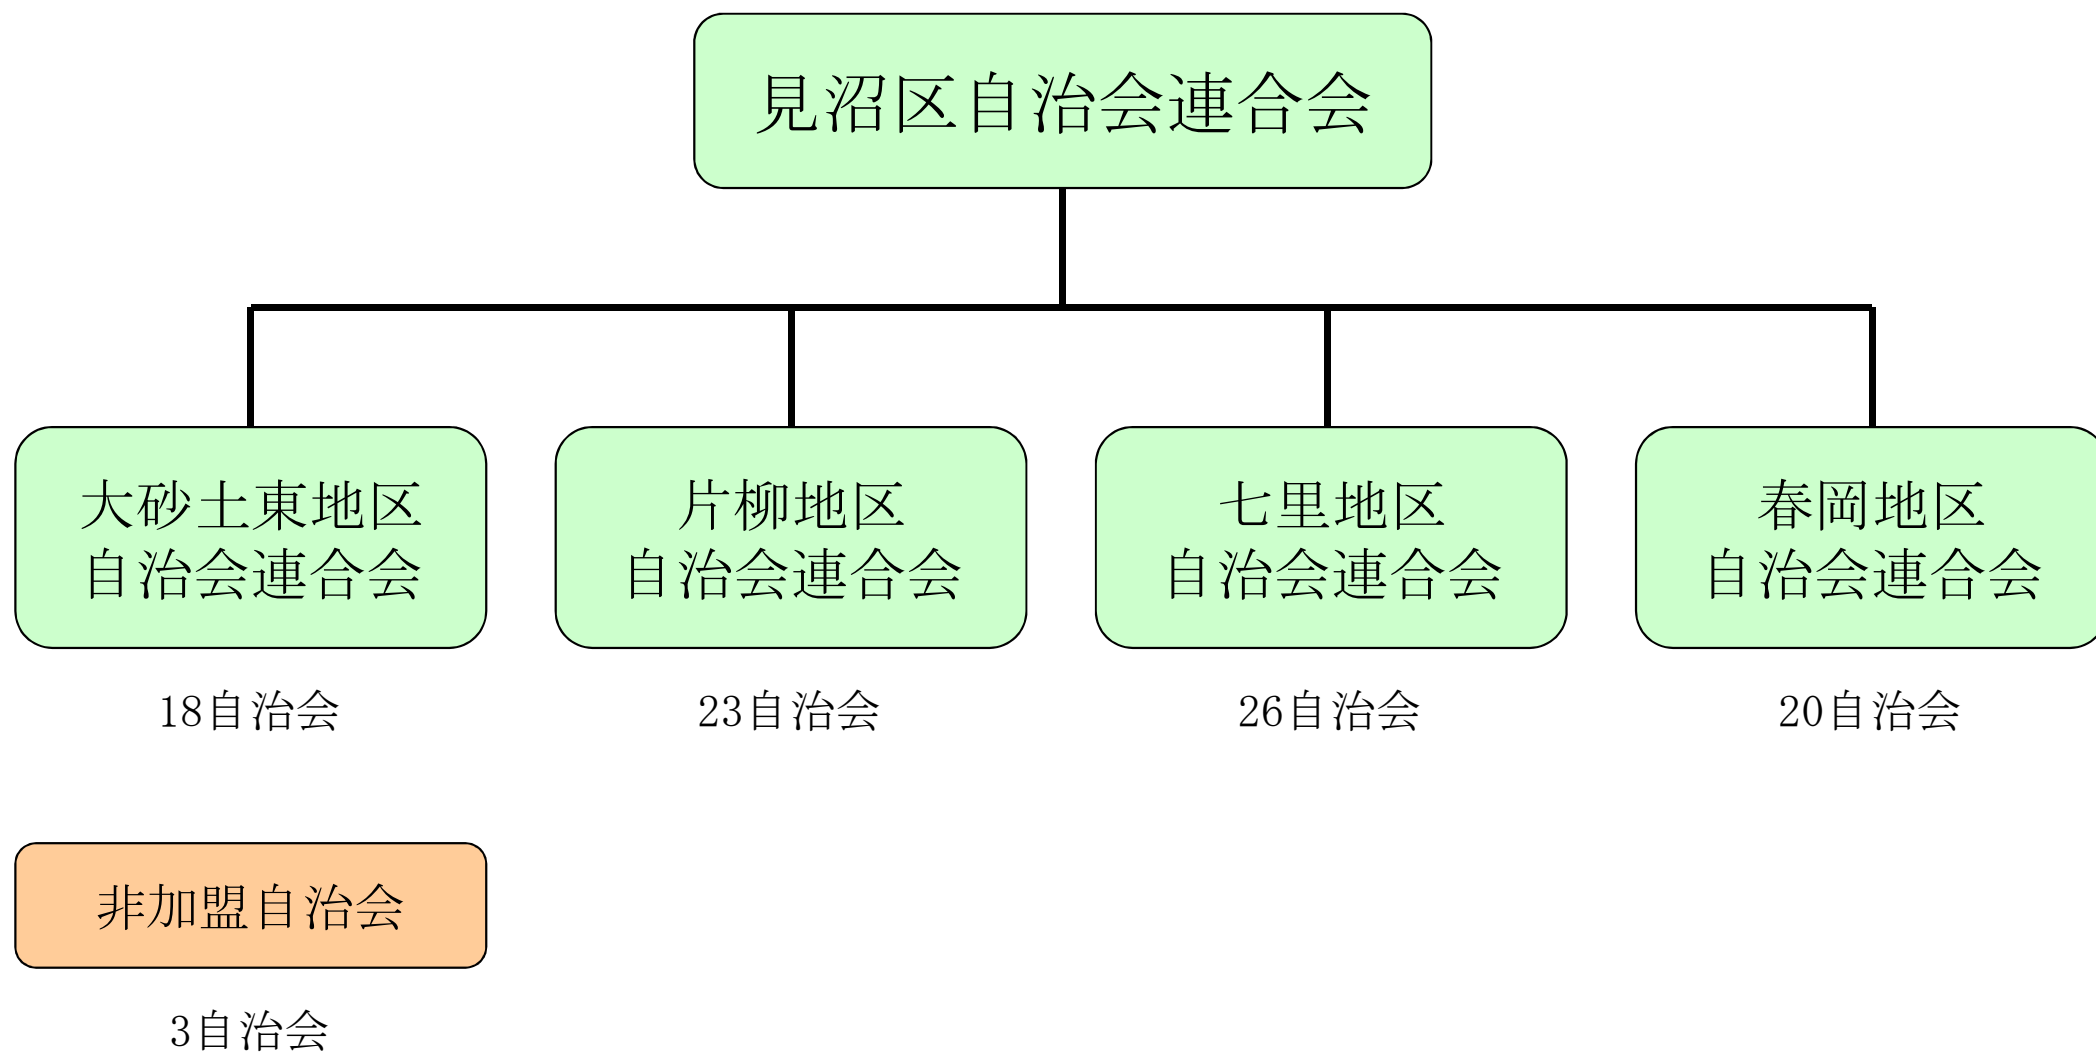 見沼区自治会連合会
大砂土東地区
自治会連合会
片柳地区
自治会連合会
七里地区
自治会連合会
春岡地区
自治会連合会
18自治会
23自治会
26自治会
20自治会
非加盟自治会
3自治会